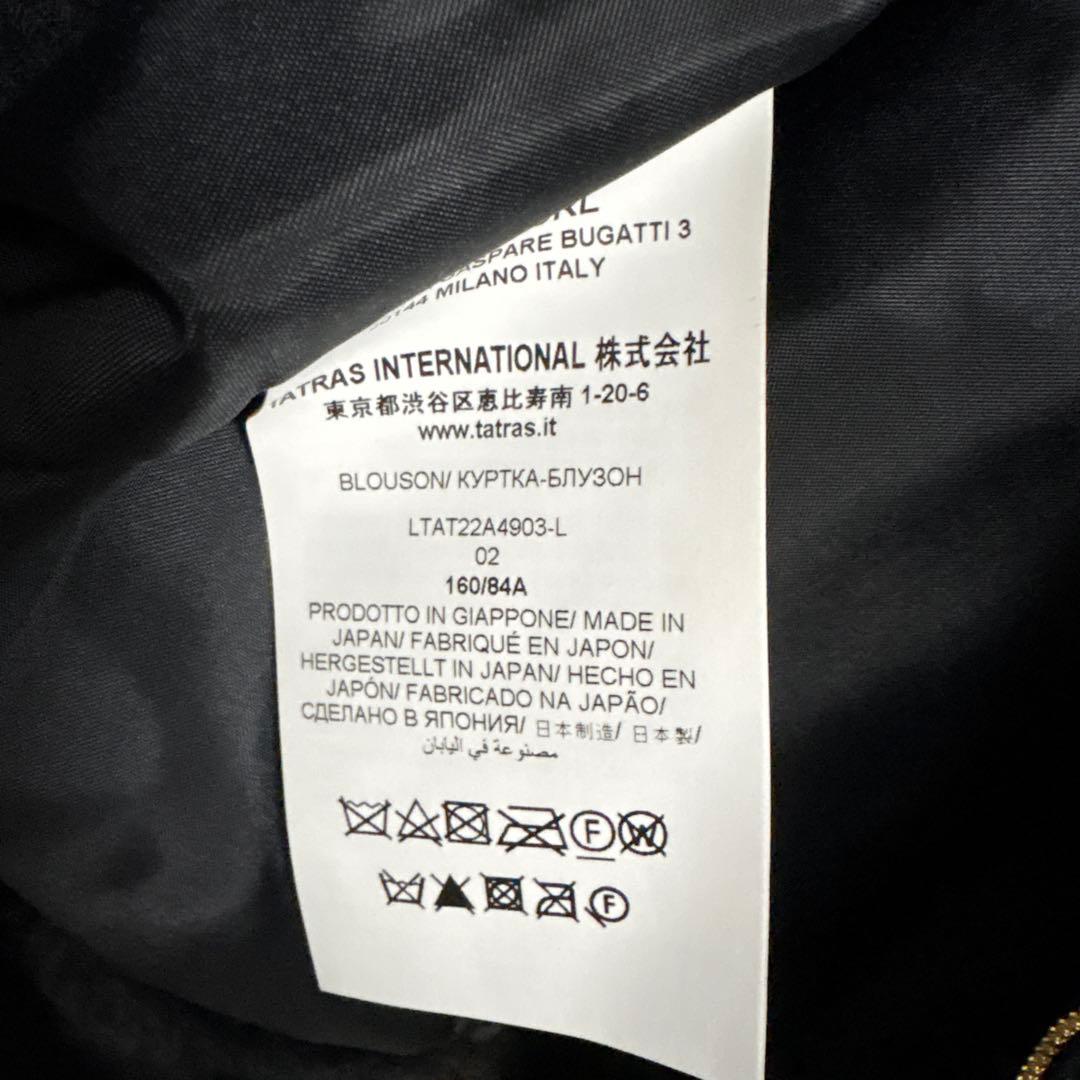 GASPARE BUGATTI 3
MILANO ITALY
TATRAS INTERNATIONAL 株式会社
東京都渋谷区恵比寿南 1-20-6
www.tatras.it
BLOUSON/ КУРТКА-БЛУЗОН
LTAT22A4903-L
02
160/84A
PRODOTTO IN GIAPPONE/ MADE IN
JAPAN/ FABRIQUÉ EN JAPON/
HERGESTELLT IN JAPAN/ HECHO EN
JAPÓN/ FABRICADO NA JAPÃO/
СДЕЛАНО В ЯПОНИЯ/ 日本制造/ 日本製/
مصنوعة في اليابان
F W
F